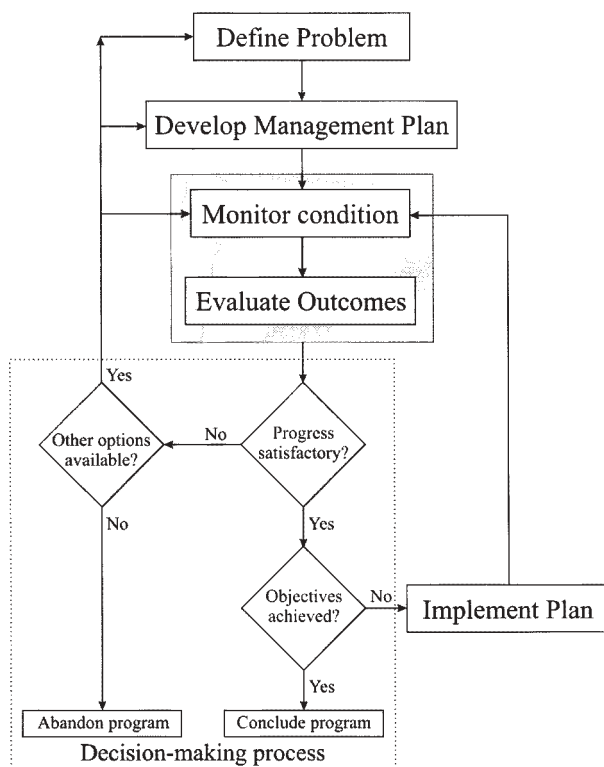 Define Problem
Develop Management Plan
Monitor condition
Evaluate Outcomes
Yes
Other options
available?
No
Progress
satisfactory?
No
Yes
Objectives
achieved?
No
Implement Plan
Yes
Abandon program
Conclude program
Decision-making process